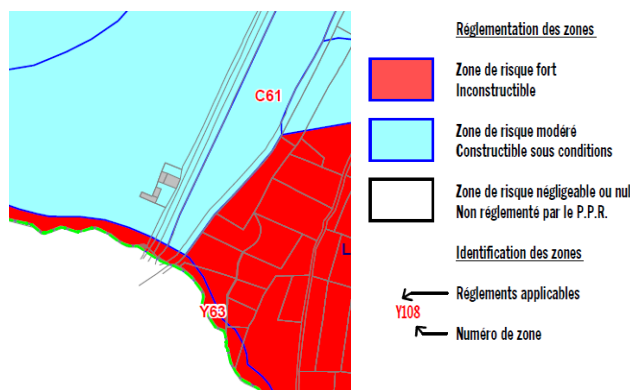 C61
Y63
L
Réglementation des zones
Zone de risque fort
Inconstructible
Zone de risque modéré
Constructible sous conditions
Zone de risque négligeable ou nul
Non réglementé par le P.P.R.
Identification des zones
Réglements applicables
Y108
Numéro de zone